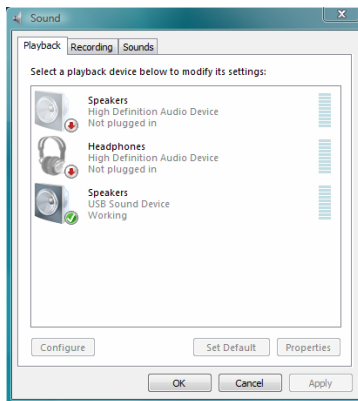 Sound
Playback Recording Sounds
Select a playback device below to modify its settings:
Speakers
High Definition Audio Device
Not plugged in
Headphones
High Definition Audio Device
Not plugged in
Speakers
USB Sound Device
Working
Configure Set Default Properties
OK Cancel Apply